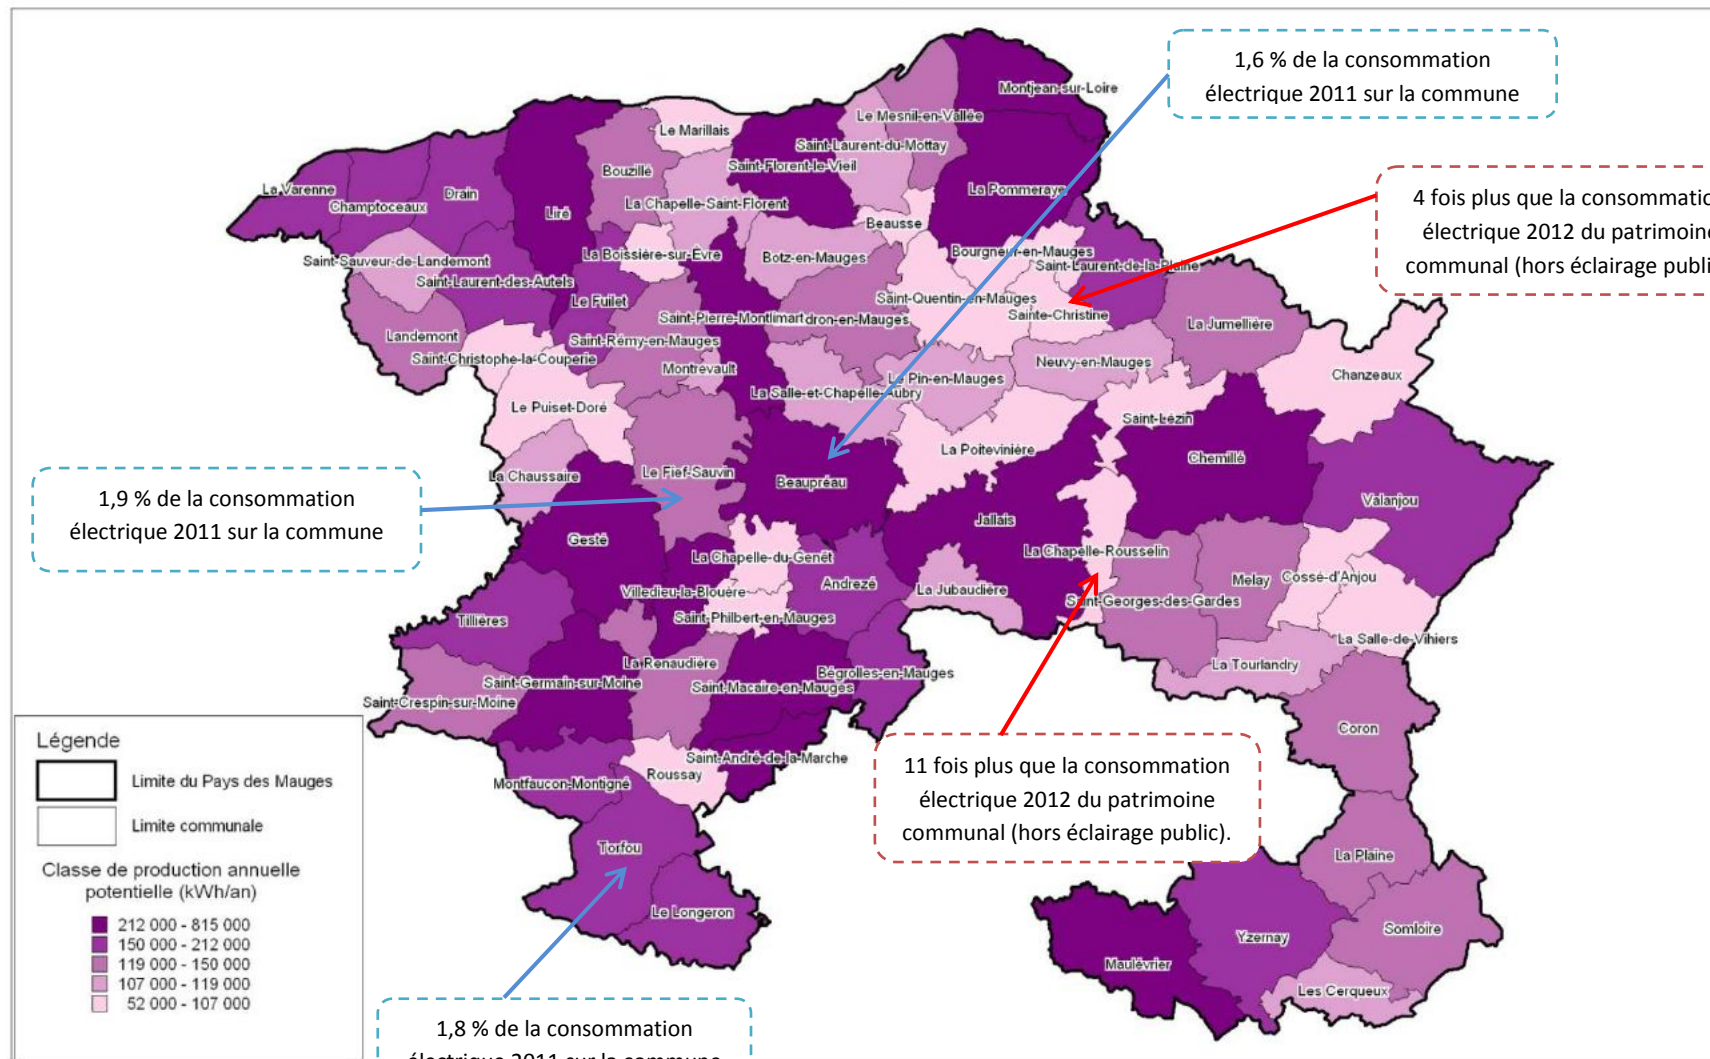 1,6 % de la consommation
électrique 2011 sur la commune
4 fois plus que la consommatio
électrique 2012 du patrimoine
communal (hors éclairage public
Montjean-sur-Loire
Le Mesnil-en-Vallée
Le Marillais
Saint-Laurent-du-Mottay
Saint-Florent-le-Vieil
Bouzillé
La Pommeraye
La Varenne
Drain
Champtoceaux
Liré
La Chapelle-Saint-Florent
Beausse
Bourgneuf-en-Mauges
La Boissière-sur-Èvre
Botz-en-Mauges
Saint-Sauveur-de-Landemont
Saint-Laurent-de-la-Plaine
Saint-Laurent-des-Autels
Le Fuilet
Saint-Quentin-en-Mauges
Sainte-Christine
Saint-Pierre-Montlimart
dron-en-Mauges
La Jumellière
Landemont
Saint-Rémy-en-Mauges
Saint-Christophe-la-Couperie
Montrevault
Neuvy-en-Mauges
Le Pin-en-Mauges
Chanzeaux
La Salle-et-Chapelle-Aubry
Le Puiset-Doré
Saint-Lézin
La Poitevinière
Chemillé
La Chaussaire
Le Fief-Sauvin
Beaupréau
Valanjou
1,9 % de la consommation
électrique 2011 sur la commune
Jallais
Gesté
La Chapelle-du-Genêt
La Chapelle-Rousselin
Andrezé
Villedieu-la-Blouère
La Jubaudière
Melay
Cossé-d'Anjou
Saint-Georges-des-Gardes
Tillières
Saint-Philbert-en-Mauges
La Salle-de-Vihiers
La Renaudière
La Tourlandry
Saint-Germain-sur-Moine
Saint-Macaire-en-Mauges
Bégrolles-en-Mauges
Saint-Crespin-sur-Moine
Coron
Saint-André-de-la-Marche
Roussay
Montfaucon-Montigné
11 fois plus que la consommation
électrique 2012 du patrimoine
communal (hors éclairage public).
Torfou
La Plaine
Le Longeron
Somloire
Yzernay
Maulévrier
Les Cerqueux
Légende
Limite du Pays des Mauges
Limite communale
Classe de production annuelle
potentielle (kWh/an)
212 000 - 815 000
150 000 - 212 000
119 000 - 150 000
107 000 - 119 000
52 000 - 107 000
1,8 % de la consommation
électrique 2011 sur la commune